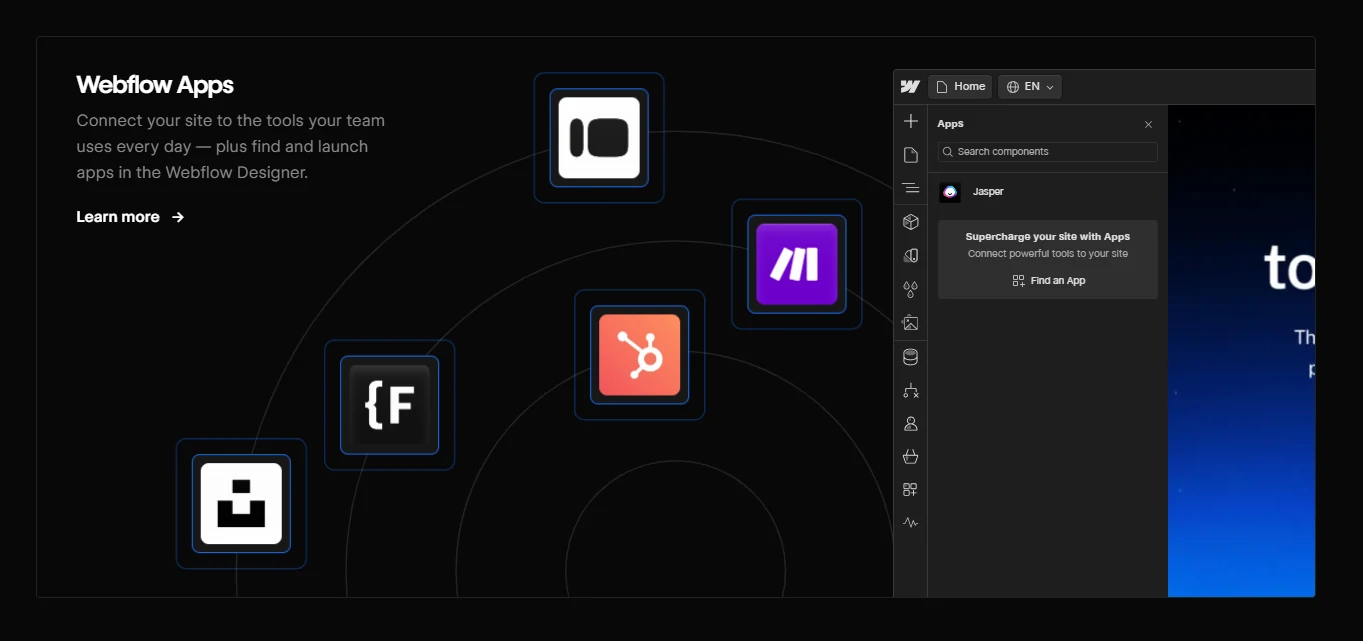 Webflow Apps
Connect your site to the tools your team
uses every day — plus find and launch
apps in the Webflow Designer.
Learn more
{F
Home
EN
Apps
Search components
Jasper
Supercharge your site with Apps
Connect powerful tools to your site
Find an App
to
Th
p